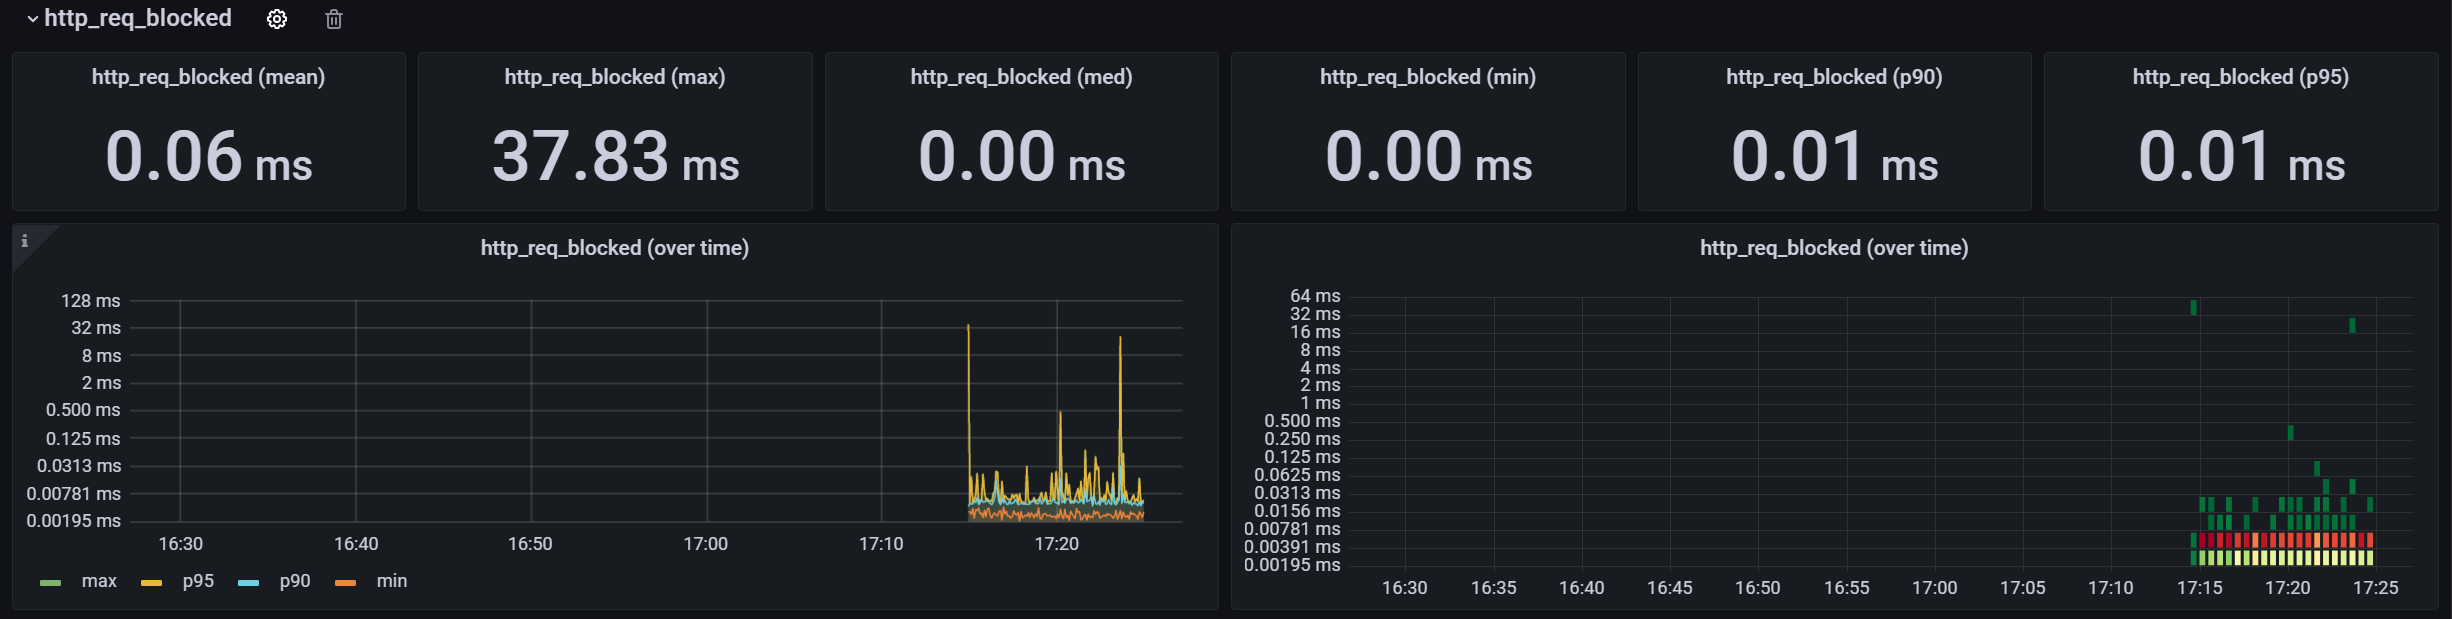 http_req_blocked
http_req_blocked (mean)
0.06 ms
http_req_blocked (max)
37.83 ms
http_req_blocked (med)
0.00 ms
http_req_blocked (min)
0.00 ms
http_req_blocked (p90)
0.01 ms
http_req_blocked (p95)
0.01 ms
i
http_req_blocked (over time)
128 ms
32 ms
8 ms
2 ms
0.500 ms
0.125 ms
0.0313 ms
0.00781 ms
0.00195 ms
16:30 16:40 16:50 17:00 17:10 17:20
max p95 p90 min
http_req_blocked (over time)
64 ms
32 ms
16 ms
8 ms
4 ms
2 ms
1 ms
0.500 ms
0.250 ms
0.125 ms
0.0625 ms
0.0313 ms
0.0156 ms
0.00781 ms
0.00391 ms
0.00195 ms
16:30 16:35 16:40 16:45 16:50 16:55 17:00 17:05 17:10 17:15 17:20 17:25